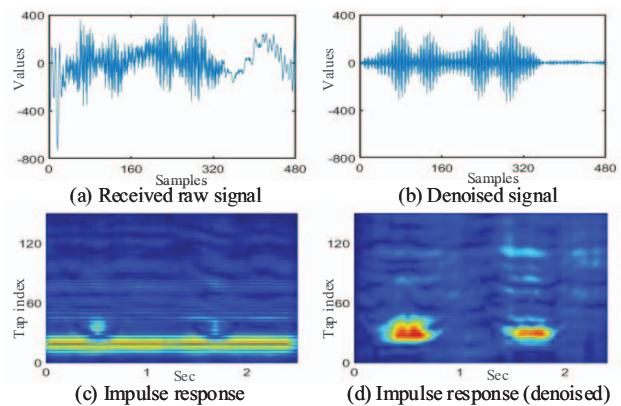 400
0
-400
-800
Values
0
160
320
480
Samples
(a) Received raw signal
400
0
-400
-800
Values
0
160
320
480
Samples
(b) Denoised signal
120
60
0
Tap index
0
1
2
Sec
(c) Impulse response
120
60
0
Tap index
0
1
2
Sec
(d) Impulse response (denoised)